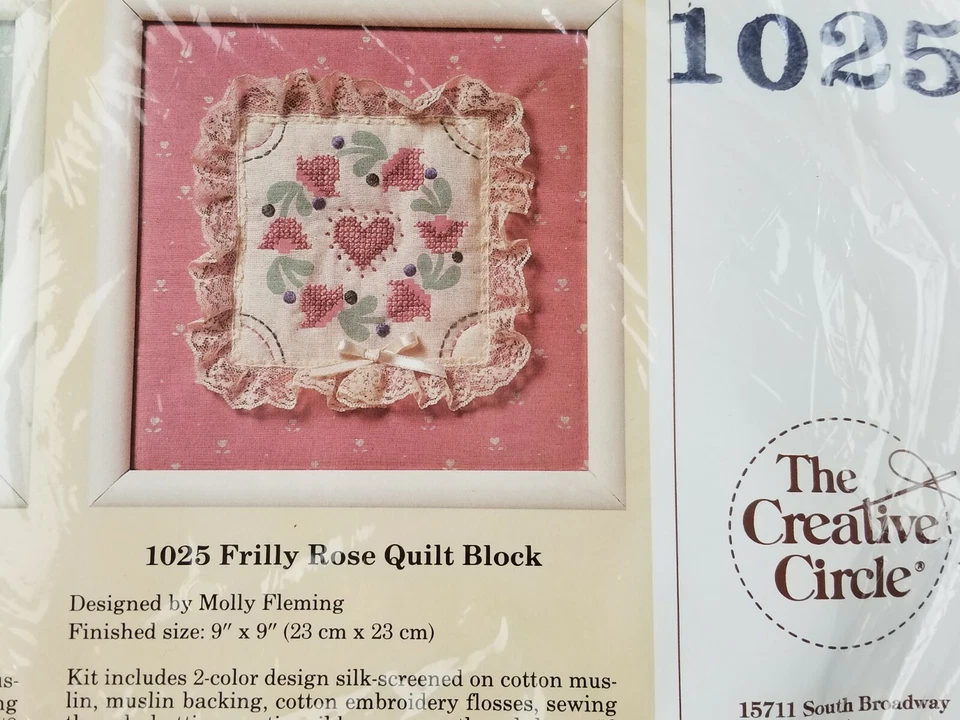 1025
1025 Frilly Rose Quilt Block
Designed by Molly Fleming
Finished size: 9" x 9" (23 cm x 23 cm)
Kit includes 2-color design silk-screened on cotton mus-
lin, muslin backing, cotton embroidery flosses, sewing
The
Creative
Circle®
15711 South Broadway
us-
ng